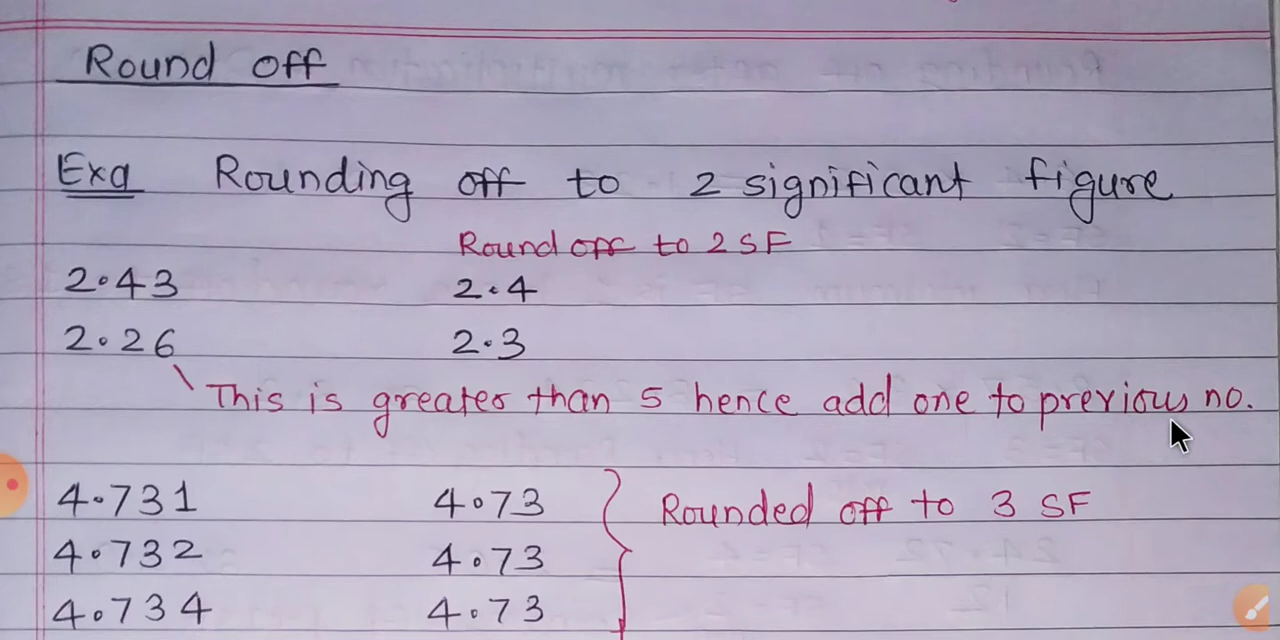 Round off
Exa Rounding off to 2 significant figure
Round off to 2 SF
2.43 2.4
2.26 2.3
This is greater than 5 hence add one to previous no.
4.731 4.73 Rounded off to 3 SF
4.732 4.73
4.734 4.73